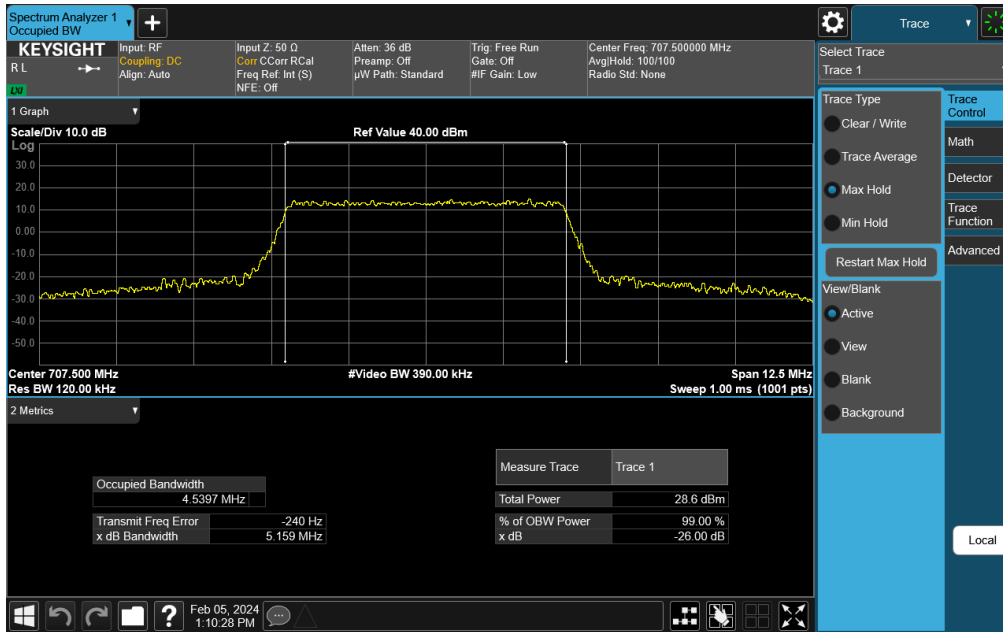 Spectrum Analyzer 1
Occupied BW
+
Trace
KEYSIGHT
R L
LXI
Input: RF
Coupling: DC
Align: Auto
Input Z: 50 Ω
Corr CCorr RCal
Freq Ref: Int (S)
NFE: Off
Atten: 36 dB
Preamp: Off
µW Path: Standard
Trig: Free Run
Gate: Off
#IF Gain: Low
Center Freq: 707.500000 MHz
Avg|Hold: 100/100
Radio Std: None
Select Trace
Trace 1
1 Graph
Scale/Div 10.0 dB
Ref Value 40.00 dBm
Log
30.0
20.0
10.0
0.00
-10.0
-20.0
-30.0
-40.0
-50.0
Center 707.500 MHz
#Video BW 390.00 kHz
Span 12.5 MHz
Res BW 120.00 kHz
Sweep 1.00 ms (1001 pts)
Trace Type
Clear / Write
Trace Average
Max Hold
Min Hold
Restart Max Hold
View/Blank
Active
View
Blank
Background
Trace
Control
Math
Detector
Trace
Function
Advanced
Local
2 Metrics
Occupied Bandwidth
4.5397 MHz
Transmit Freq Error -240 Hz
x dB Bandwidth 5.159 MHz
Measure Trace Trace 1
Total Power 28.6 dBm
% of OBW Power 99.00 %
x dB -26.00 dB
?
Feb 05, 2024
1:10:28 PM